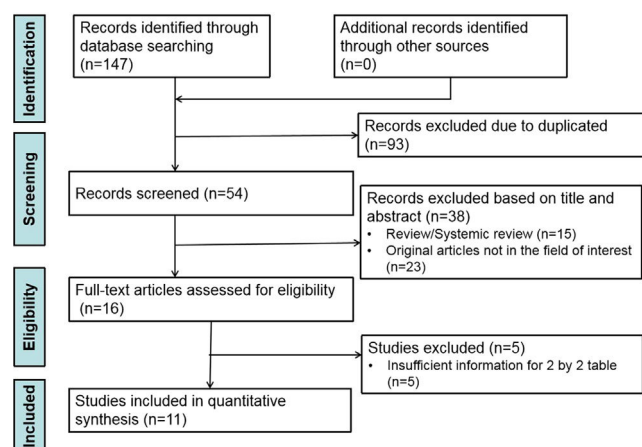 Identification
Records identified through
database searching
(n=147)
Additional records identified
through other sources
(n=0)
Records excluded due to duplicated
(n=93)
Screening
Records screened (n=54)
Records excluded based on title and
abstract (n=38)
• Review/Systemic review (n=15)
• Original articles not in the field of interest
(n=23)
Eligibility
Full-text articles assessed for eligibility
(n=16)
Studies excluded (n=5)
• Insufficient information for 2 by 2 table
(n=5)
Included
Studies included in quantitative
synthesis (n=11)